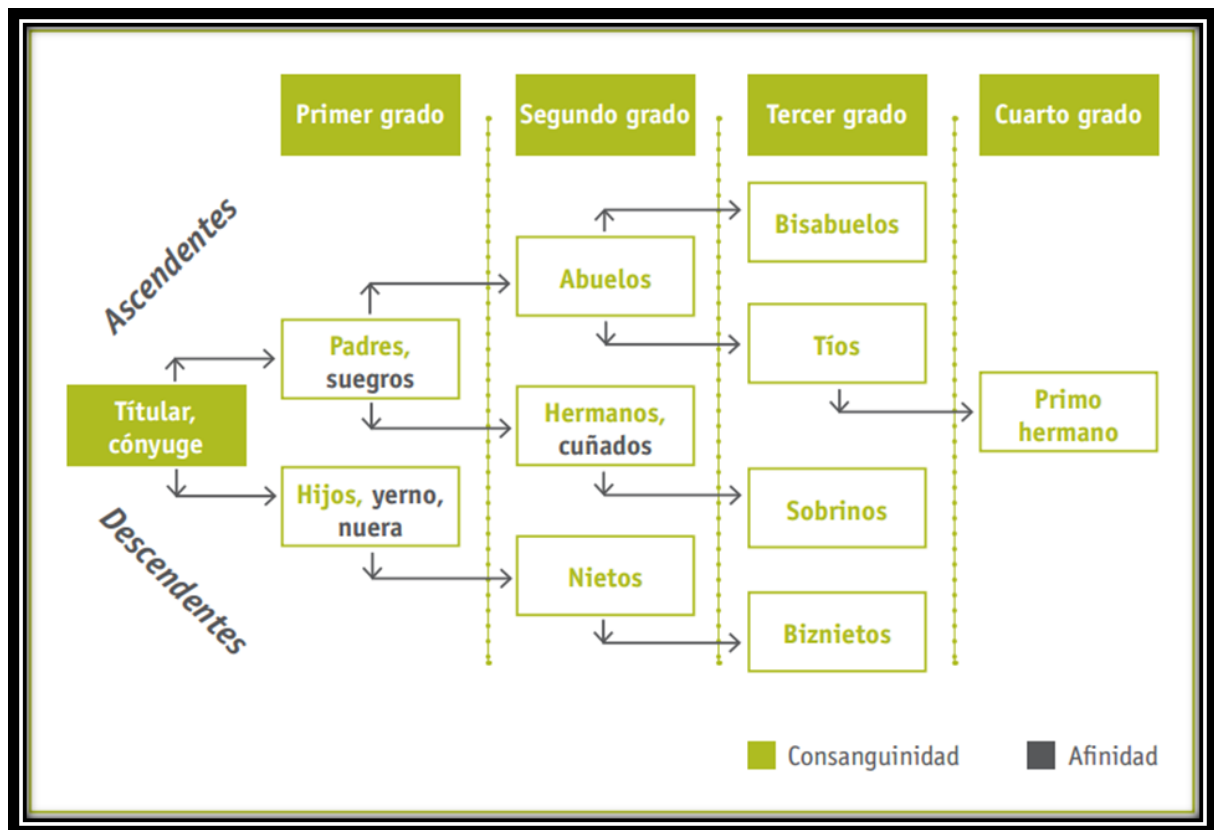 Primer grado
Segundo grado
Tercer grado
Cuarto grado
Ascendentes
Descendentes
Títular,
cónyuge
Padres,
suegros
Hijos, yerno,
nuera
Abuelos
Hermanos,
cuñados
Nietos
Bisabuelos
Tíos
Sobrinos
Biznietos
Primo
hermano
Consanguinidad
Afinidad